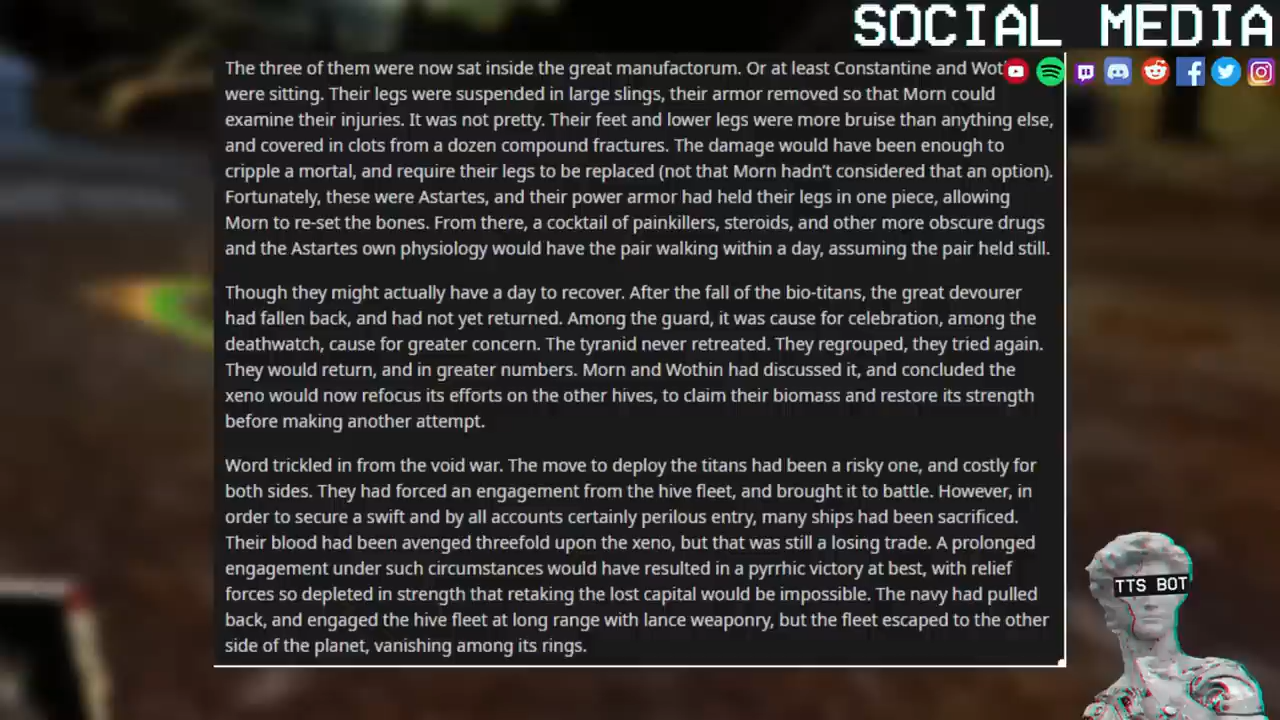 SOCIAL MEDIA
The three of them were now sat inside the great manufactorum. Or at least Constantine and
were sitting. Their legs were suspended in large slings, their armor removed so that Morn could
examine their injuries. It was not pretty. Their feet and lower legs were more bruise than anything else,
and covered in clots from a dozen compound fractures. The damage would have been enough to
cripple a mortal, and require their legs to be replaced (not that Morn hadn’t considered that an option).
Fortunately, these were Astartes, and their power armor had held their legs in one piece, allowing
Morn to re-set the bones. From there, a cocktail of painkillers, steroids, and other more obscure drugs
and the Astartes own physiology would have the pair walking within a day, assuming the pair held still.
Though they might actually have a day to recover. After the fall of the bio-titans, the great devourer
had fallen back, and had not yet returned. Among the guard, it was cause for celebration, among the
deathwatch, cause for greater concern. The tyranid never retreated. They regrouped, they tried again.
They would return, and in greater numbers. Morn and Wothin had discussed it, and concluded the
xeno would now refocus its efforts on the other hives, to claim their biomass and restore its strength
before making another attempt.
Word trickled in from the void war. The move to deploy the titans had been a risky one, and costly for
both sides. They had forced an engagement from the hive fleet, and brought it to battle. However, in
order to secure a swift and by all accounts certainly perilous entry, many ships had been sacrificed.
Their blood had been avenged threefold upon the xeno, but that was still a losing trade. A prolonged
engagement under such circumstances would have resulted in a pyrrhic victory at best, with relief
forces so depleted in strength that retaking the lost capital would be impossible. The navy had pulled
back, and engaged the hive fleet at long range with lance weaponry, but the fleet escaped to the other
side of the planet, vanishing among its rings.
TTS BOT